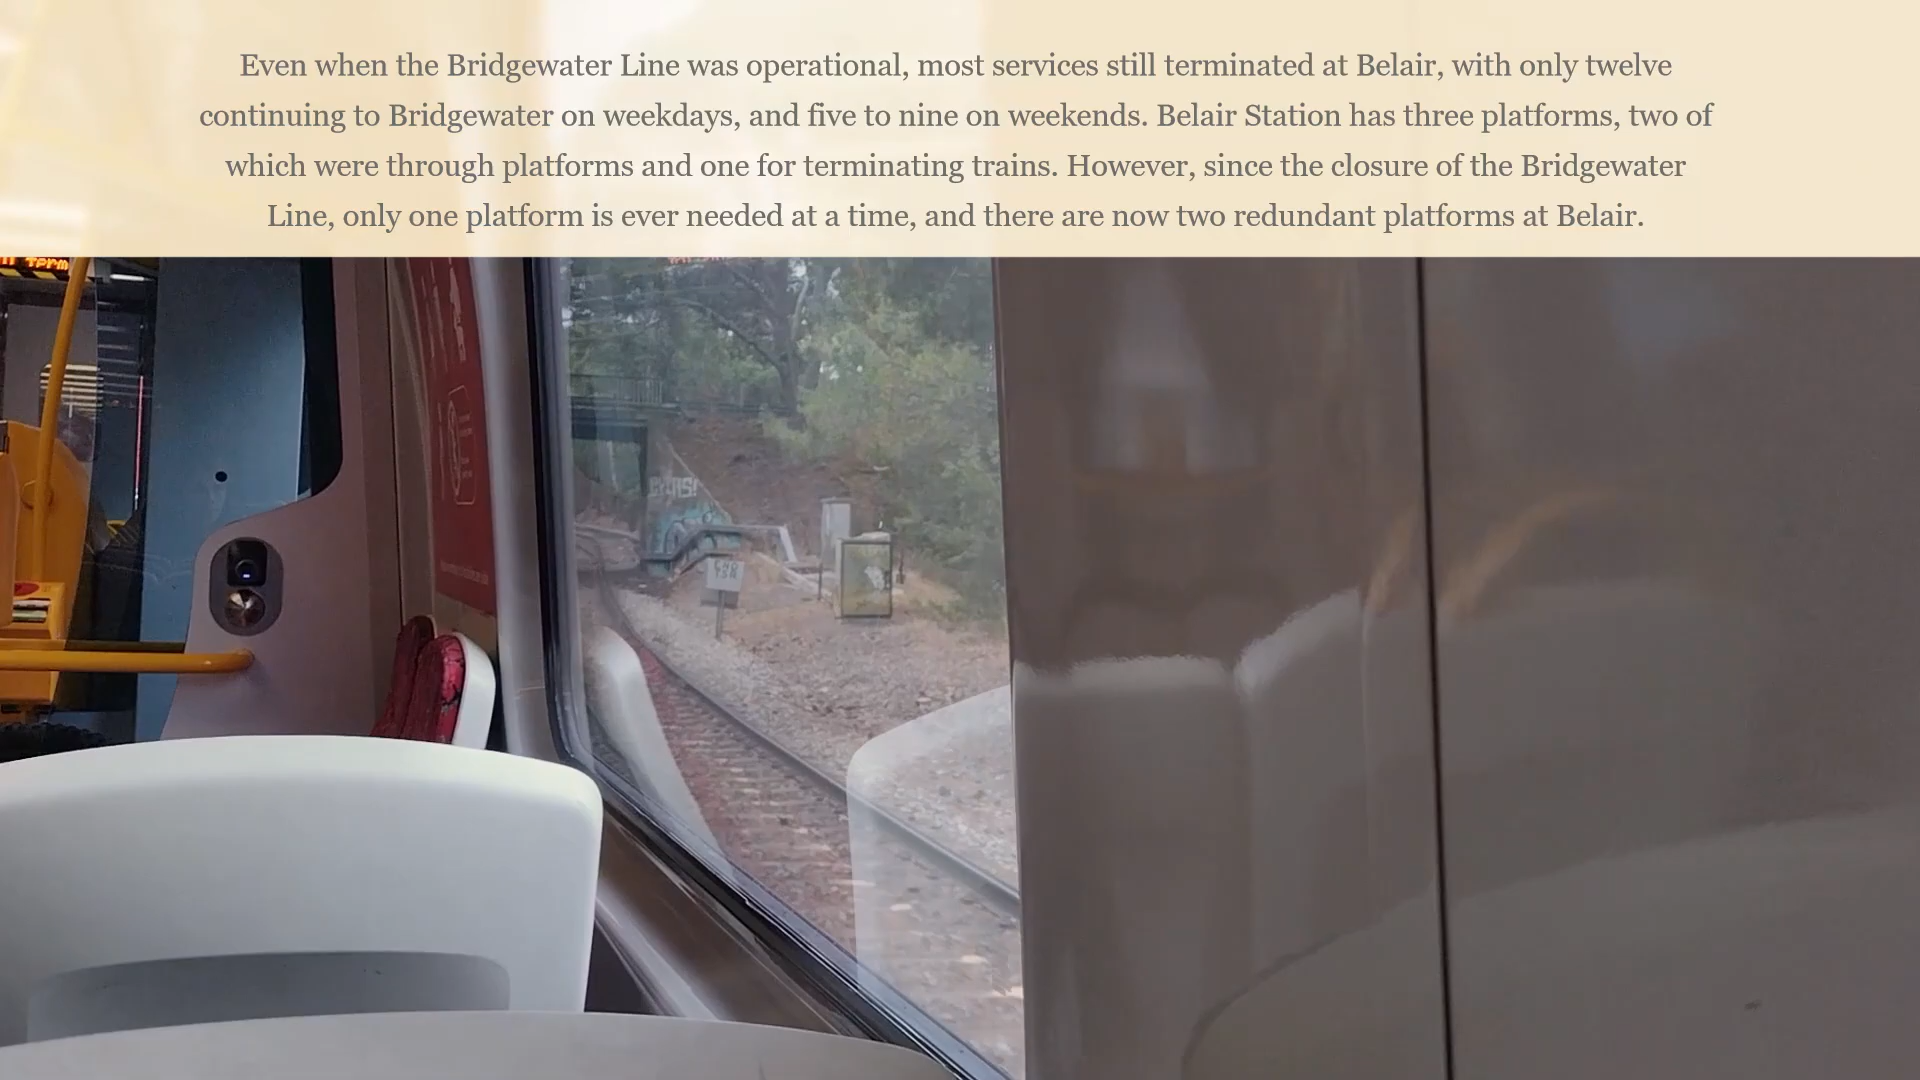 Even when the Bridgewater Line was operational, most services still terminated at Belair, with only twelve
continuing to Bridgewater on weekdays, and five to nine on weekends. Belair Station has three platforms, two of
which were through platforms and one for terminating trains. However, since the closure of the Bridgewater
Line, only one platform is ever needed at a time, and there are now two redundant platforms at Belair.